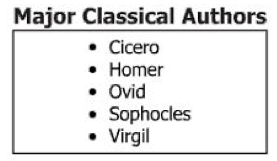 Major Classical Authors
• Cicero
• Homer
• Ovid
• Sophocles
• Virgil